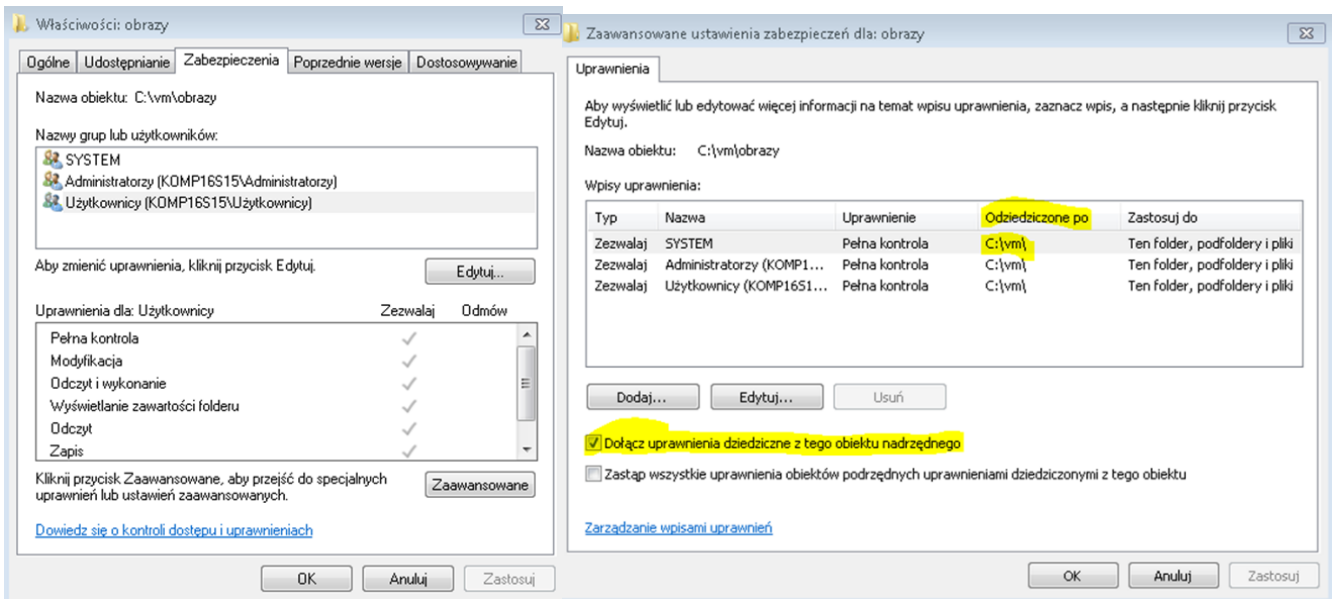 Właściwości: obrazy
Ogólne Udostępnianie Zabezpieczenia Poprzednie wersje Dostosowywanie
Nazwa obiektu: C:\vm\obrazy
Nazwy grup lub użytkowników:
SYSTEM
Administratorzy (KOMP16S15\Administratorzy)
Użytkownicy (KOMP16S15\Użytkownicy)
Aby zmienić uprawnienia, kliknij przycisk Edytuj.
Edytuj...
Uprawnienia dla: Użytkownicy Zezwalaj Odmów
Pełna kontrola
Modyfikacja
Odczyt i wykonanie
Wyświetlanie zawartości folderu
Odczyt
Zapis
Kliknij przycisk Zaawansowane, aby przejść do specjalnych
uprawnień lub ustawień zaawansowanych.
Zaawansowane
Dowiedz się o kontroli dostępu i uprawnieniach
OK Anuluj Zastosuj
Zaawansowane ustawienia zabezpieczeń dla: obrazy
Uprawnienia
Aby wyświetlić lub edytować więcej informacji na temat wpisu uprawnienia, zaznacz wpis, a następnie kliknij przycisk
Edytuj.
Nazwa obiektu: C:\vm\obrazy
Wpisy uprawnienia:
Typ Nazwa Uprawnienie Odziedziczone po Zastosuj do
Zezwalaj SYSTEM Pełna kontrola C:\vm\ Ten folder, podfoldery i pliki
Zezwalaj Administratorzy (KOMP1... Pełna kontrola C:\vm\ Ten folder, podfoldery i pliki
Zezwalaj Użytkownicy (KOMP16S1... Pełna kontrola C:\vm\ Ten folder, podfoldery i pliki
Dodaj... Edytuj... Usuń
Dołącz uprawnienia dziedziczne z tego obiektu nadrzędnego
Zastąp wszystkie uprawnienia obiektów podrzędnych uprawnieniami dziedziczonymi z tego obiektu
Zarządzanie wpisami uprawnień
OK Anuluj Zastosuj